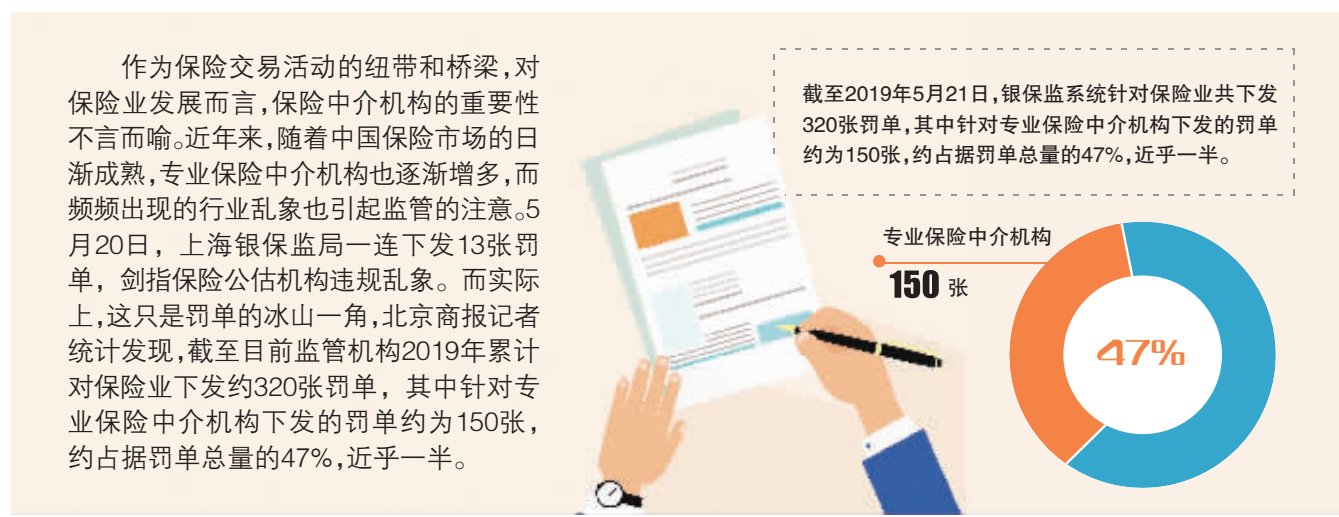 作为保险交易活动的纽带和桥梁,对
保险业发展而言,保险中介机构的重要性
不言而喻。近年来,随着中国保险市场的日
渐成熟,专业保险中介机构也逐渐增多,而
频频出现的行业乱象也引起监管的注意。5
月20日，上海银保监局一连下发13张罚
单，剑指保险公估机构违规乱象。而实际
上,这只是罚单的冰山一角,北京商报记者
统计发现,截至目前监管机构2019年累计
对保险业下发约320张罚单，其中针对专
业保险中介机构下发的罚单约为150张，
约占据罚单总量的47%,近乎一半。
截至2019年5月21日,银保监系统针对保险业共下发
320张罚单,其中针对专业保险中介机构下发的罚单
约为150张,约占据罚单总量的47%,近乎一半。
专业保险中介机构
150 张
47%